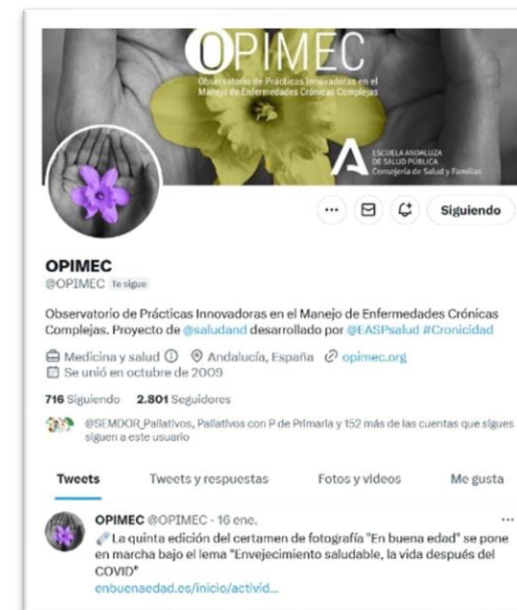 OPIMEC
Observatorio de Prácticas Innovadoras en el
Manejo de Enfermedades Crónicas Complejas
ESCUELA ANDALUZA
DE SALUD PÚBLICA
Consejería de Salud y Familias
Siguiendo
OPIMEC
@OPIMEC Te sigue
Observatorio de Prácticas Innovadoras en el Manejo de Enfermedades Crónicas
Complejas. Proyecto de @saludand desarrollado por @EASPsalud #Cronicidad
Medicina y salud Andalucía, España opimec.org
Se unió en octubre de 2009
716 Siguiendo 2.801 Seguidores
@SEMDOR_Paliativos, Paliativos con P de Primaria y 152 más de las cuentas que sigues
siguen a este usuario
Tweets Tweets y respuestas Fotos y vídeos Me gusta
OPIMEC @OPIMEC · 16 ene.
La quinta edición del certamen de fotografía "En buena edad" se pone
en marcha bajo el lema "Envejecimiento saludable, la vida después del
COVID"
enbuenaedad.es/inicio/activid...